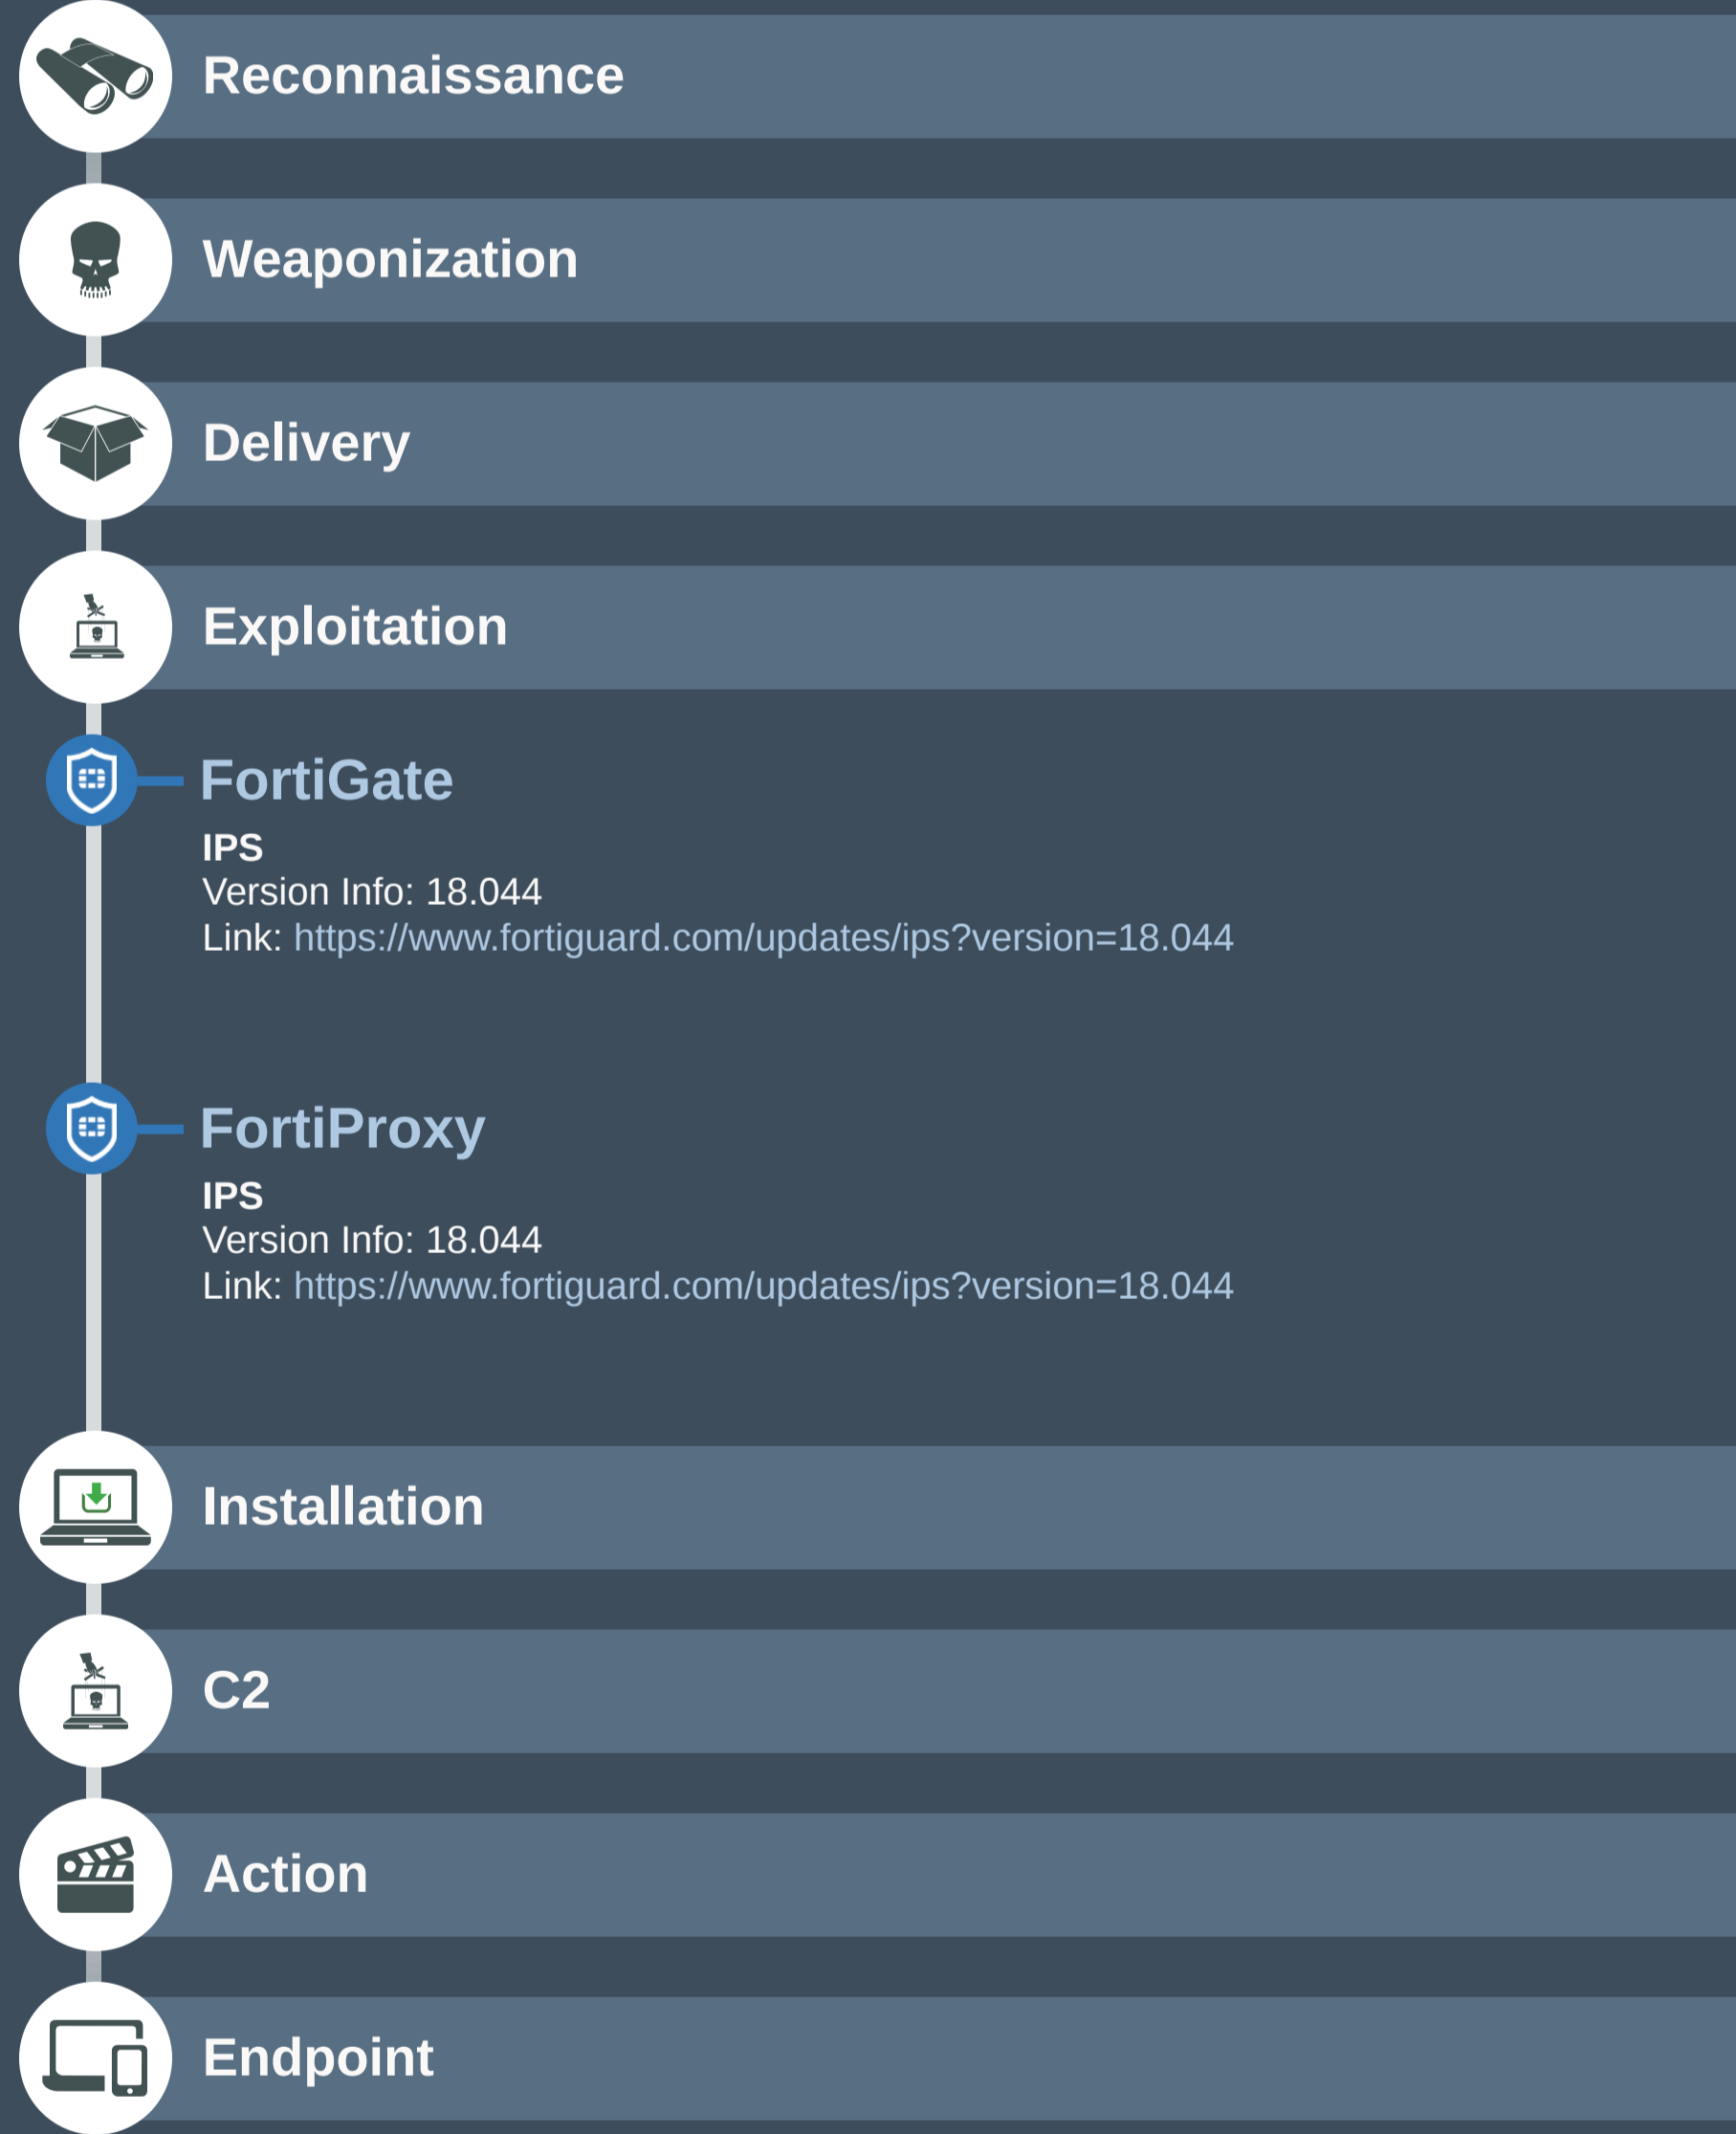 Reconnaissance
Weaponization
Delivery
Exploitation
FortiGate
IPS
Version Info: 18.044
Link: https://www.fortiguard.com/updates/ips?version=18.044
FortiProxy
IPS
Version Info: 18.044
Link: https://www.fortiguard.com/updates/ips?version=18.044
Installation
C2
Action
Endpoint